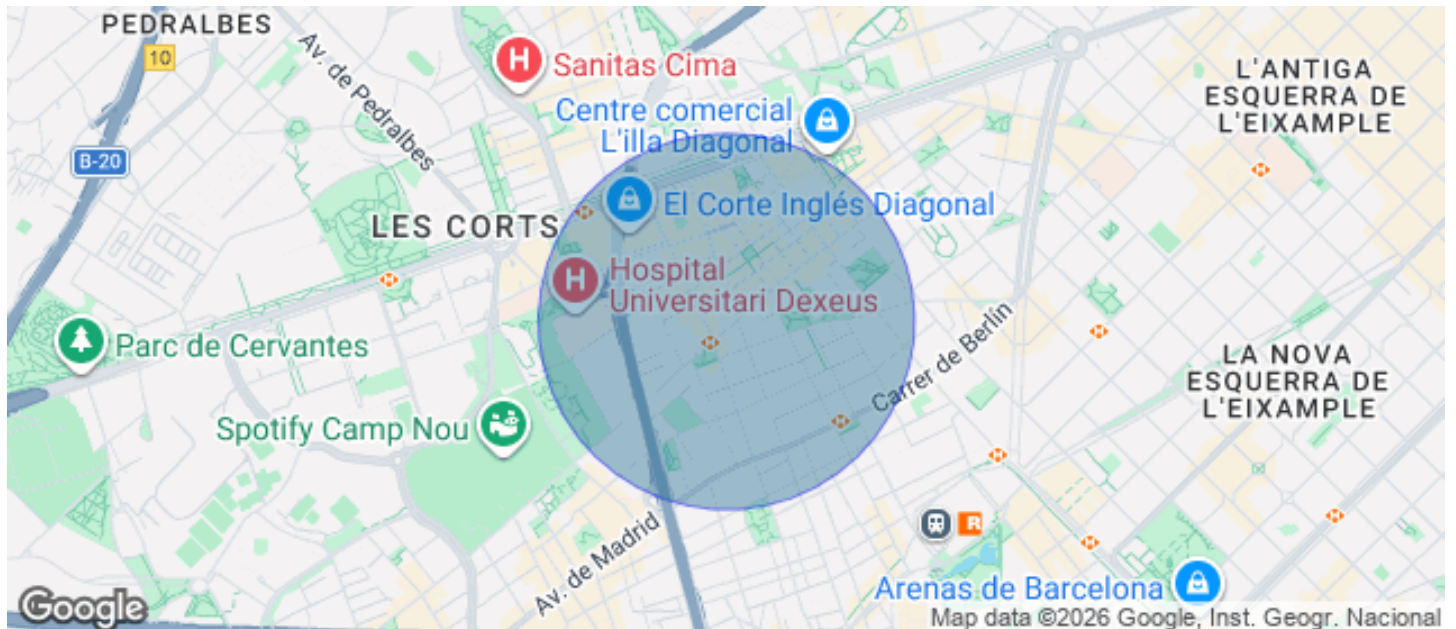 PEDRALBES
10
Av. de Pedralbes
H
Sanitas Cima
L'ANTIGA
ESQUERRA DE
L'EIXAMPLE
Centre comercial
L'illa Diagonal
B-20
El Corte Inglés Diagonal
LES CORTS
H
Hospital
Universitari Dexeus
Parc de Cervantes
Carrer de Berlín
LA NOVA
ESQUERRA DE
L'EIXAMPLE
Spotify Camp Nou
Av. de Madrid
R
Arenas de Barcelona
Google
Map data ©2026 Google, Inst. Geogr. Nacional